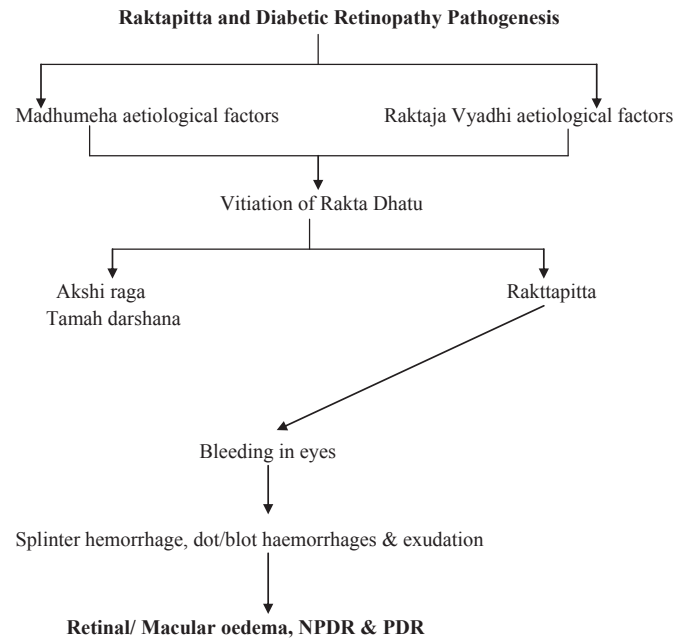 Raktapitta and Diabetic Retinopathy Pathogenesis
Madhumeha aetiological factors
Raktaja Vyadhi aetiological factors
Vitiation of Rakta Dhatu
Akshi raga
Tamah darshana
Rakttapitta
Bleeding in eyes
Splinter hemorrhage, dot/blot haemorrhages & exudation
Retinal/ Macular oedema, NPDR & PDR